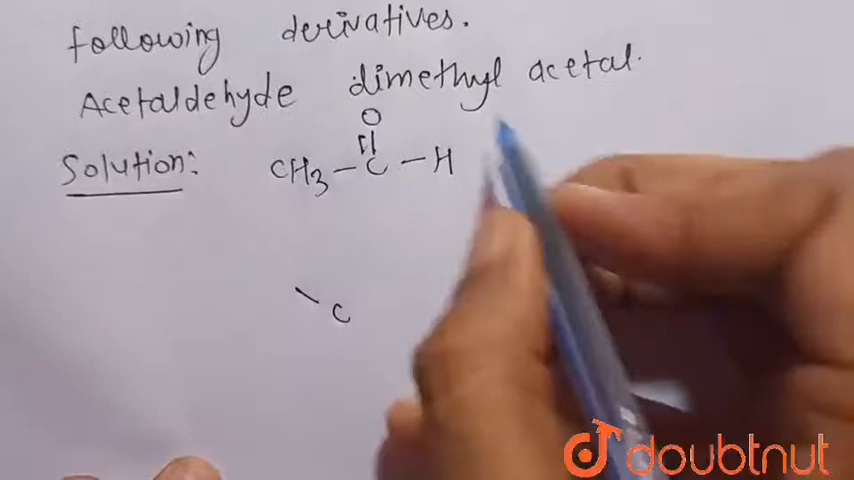 following derivatives.
Acetaldehyde dimethyl acetal.
Solution:
O
CH3 - C - H
C
doubtnut